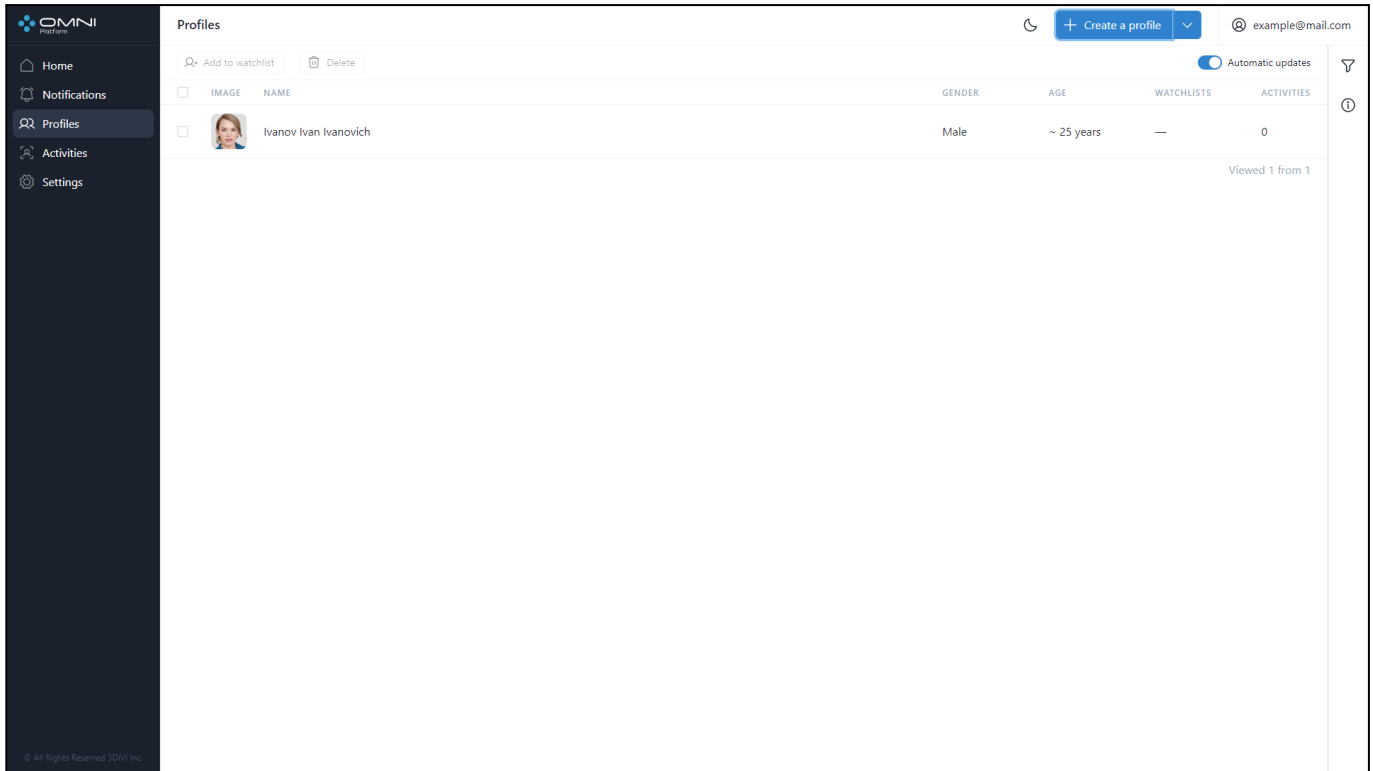 OMNI
Platform
Profiles
Create a profile
example@mail.com
Home
Notifications
Profiles
Activities
Settings
Add to watchlist
Delete
Automatic updates
IMAGE NAME GENDER AGE WATCHLISTS ACTIVITIES
Ivanov Ivan Ivanovich Male ~ 25 years — 0
Viewed 1 from 1
© All Rights Reserved 3DiVi Inc.